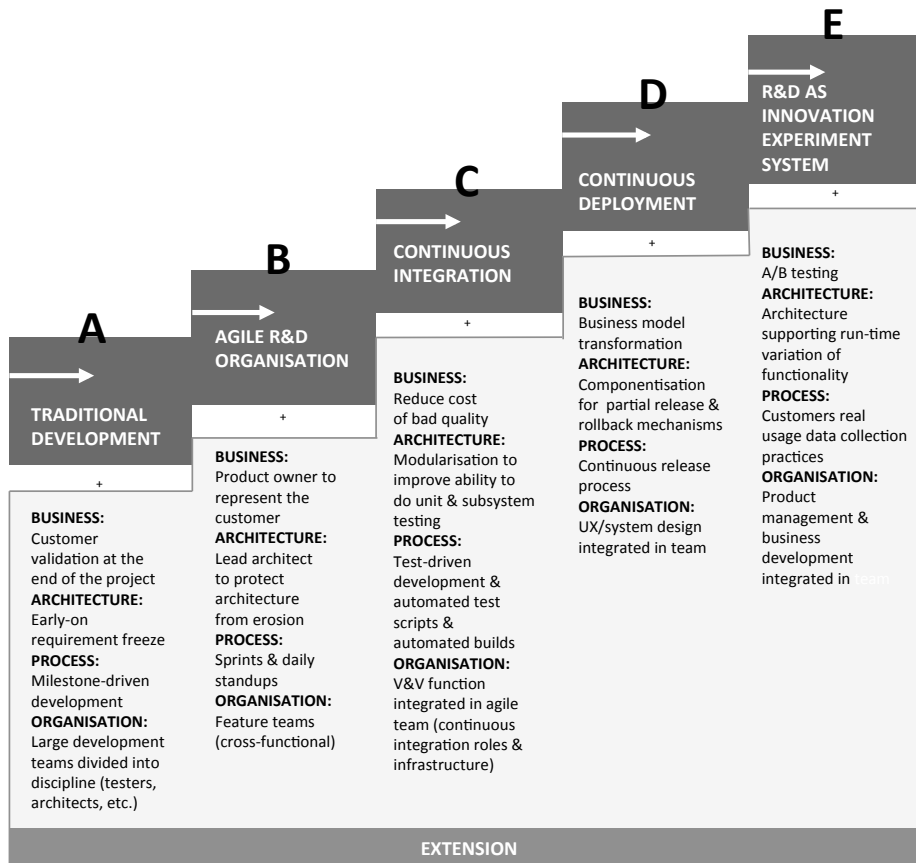 A
TRADITIONAL
DEVELOPMENT
+
BUSINESS:
Customer
validation at the
end of the project
ARCHITECTURE:
Early-on
requirement freeze
PROCESS:
Milestone-driven
development
ORGANISATION:
Large development
teams divided into
discipline (testers,
architects, etc.)
B
AGILE R&D
ORGANISATION
+
BUSINESS:
Product owner to
represent the
customer
ARCHITECTURE:
Lead architect
to protect
architecture
from erosion
PROCESS:
Sprints & daily
standups
ORGANISATION:
Feature teams
(cross-functional)
C
CONTINUOUS
INTEGRATION
+
BUSINESS:
Reduce cost
of bad quality
ARCHITECTURE:
Modularisation to
improve ability to
do unit & subsystem
testing
PROCESS:
Test-driven
development &
automated test
scripts &
automated builds
ORGANISATION:
V&V function
integrated in agile
team (continuous
integration roles &
infrastructure)
D
CONTINUOUS
DEPLOYMENT
+
BUSINESS:
Business model
transformation
ARCHITECTURE:
Componentisation
for partial release &
rollback mechanisms
PROCESS:
Continuous release
process
ORGANISATION:
UX/system design
integrated in team
E
R&D AS
INNOVATION
EXPERIMENT
SYSTEM
+
BUSINESS:
A/B testing
ARCHITECTURE:
Architecture
supporting run-time
variation of
functionality
PROCESS:
Customers real
usage data collection
practices
ORGANISATION:
Product
management &
business
development
integrated in team
EXTENSION